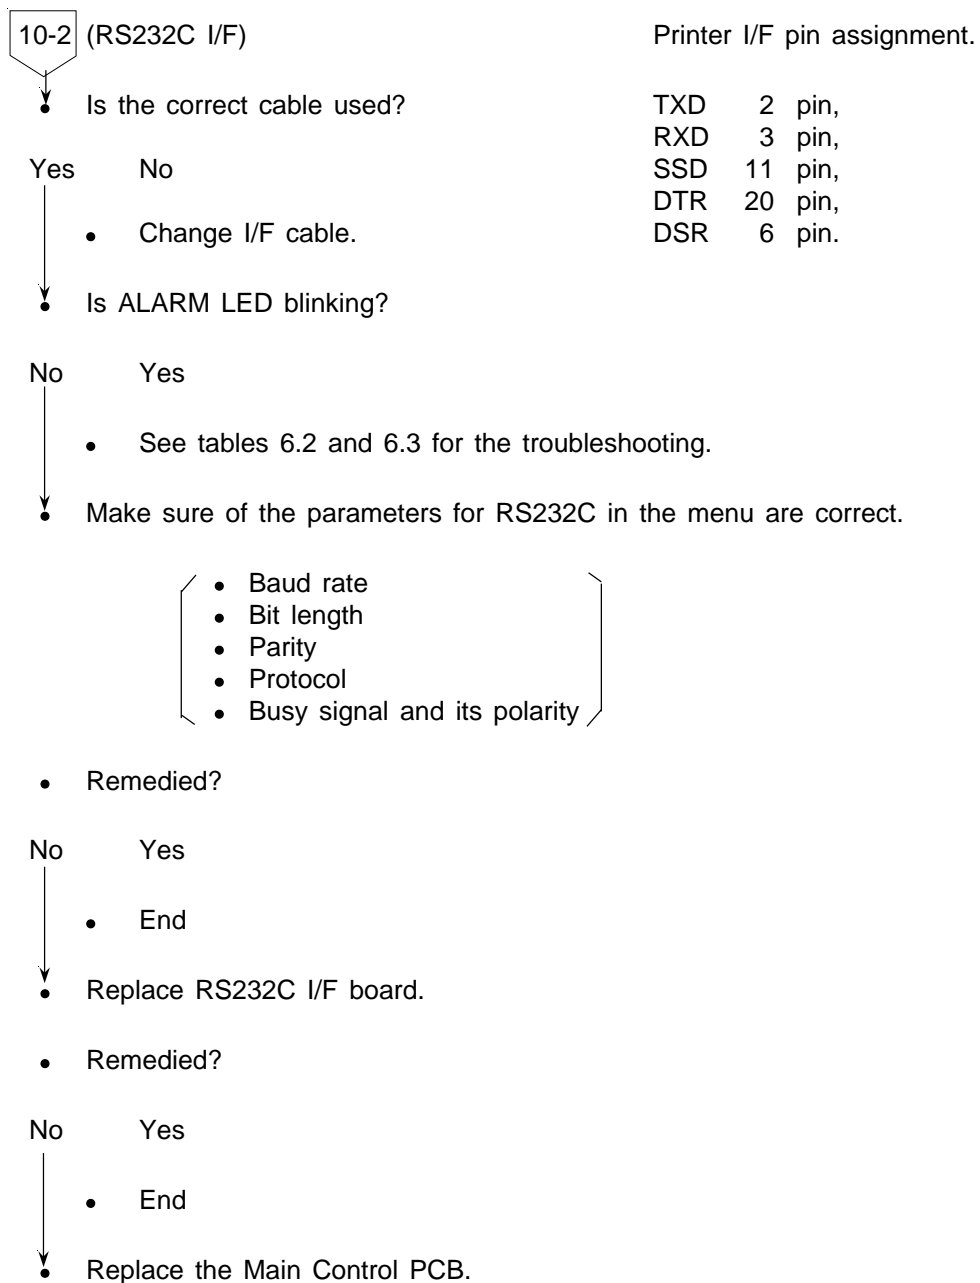 10-2 (RS232C I/F) Printer I/F pin assignment.
• Is the correct cable used? TXD 2 pin,
RXD 3 pin,
Yes No SSD 11 pin,
DTR 20 pin,
• Change I/F cable. DSR 6 pin.
• Is ALARM LED blinking?
No Yes
• See tables 6.2 and 6.3 for the troubleshooting.
• Make sure of the parameters for RS232C in the menu are correct.
• Baud rate
• Bit length
• Parity
• Protocol
• Busy signal and its polarity
• Remedied?
No Yes
• End
• Replace RS232C I/F board.
• Remedied?
No Yes
• End
• Replace the Main Control PCB.